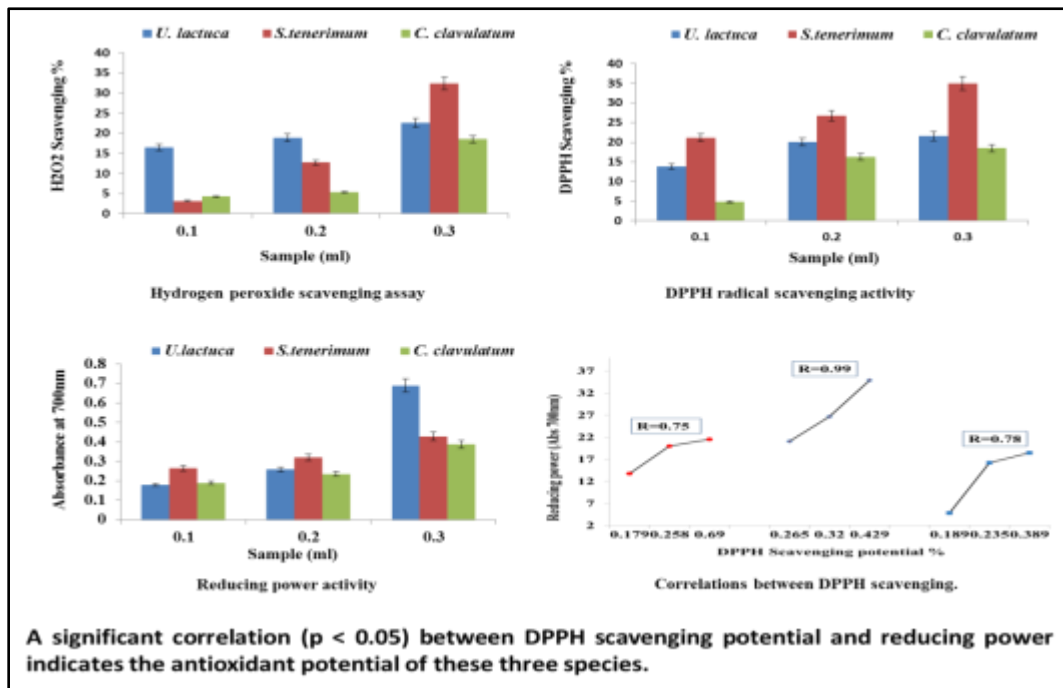 U. lactuca S.tenerimum C. clavulatum
H2O2 Scavenging %
40
35
30
25
20
15
10
5
0
0.1 0.2 0.3
Sample (ml)
Hydrogen peroxide scavenging assay
U. lactuca S.tenerimum C. clavulatum
DPPH Scavenging %
40
35
30
25
20
15
10
5
0
0.1 0.2 0.3
Sample (ml)
DPPH radical scavenging activity
U.lactuca S.tenerimum C. clavulatum
Absorbance at 700nm
0.8
0.7
0.6
0.5
0.4
0.3
0.2
0.1
0
0.1 0.2 0.3
Sample (ml)
Reducing power activity
Reducing power (Abs 700nm)
37
32
27
22
17
12
7
2
R=0.75
R=0.99
R=0.78
0.179 0.258 0.69 0.265 0.32 0.429 0.189 0.235 0.389
DPPH Scavenging potential %
Correlations between DPPH scavenging.
A significant correlation (p < 0.05) between DPPH scavenging potential and reducing power
indicates the antioxidant potential of these three species.